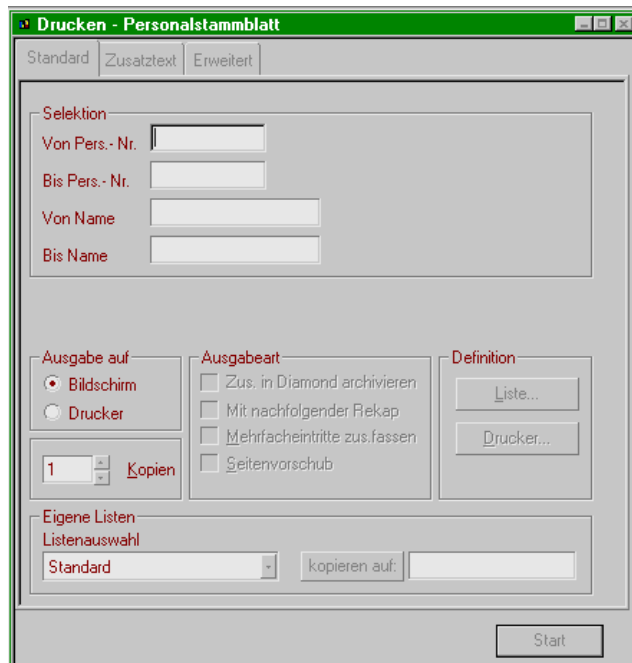 Drucken - Personalstammblatt
Standard Zusatztext Erweitert
Selektion
Von Pers.- Nr.
Bis Pers.- Nr.
Von Name
Bis Name
Ausgabe auf
Bildschirm
Drucker
1 Kopien
Ausgabeart
Zus. in Diamond archivieren
Mit nachfolgender Rekap
Mehrfacheintritte zus.fassen
Seitenvorschub
Definition
Liste...
Drucker...
Eigene Listen
Listenauswahl
Standard kopieren auf:
Start